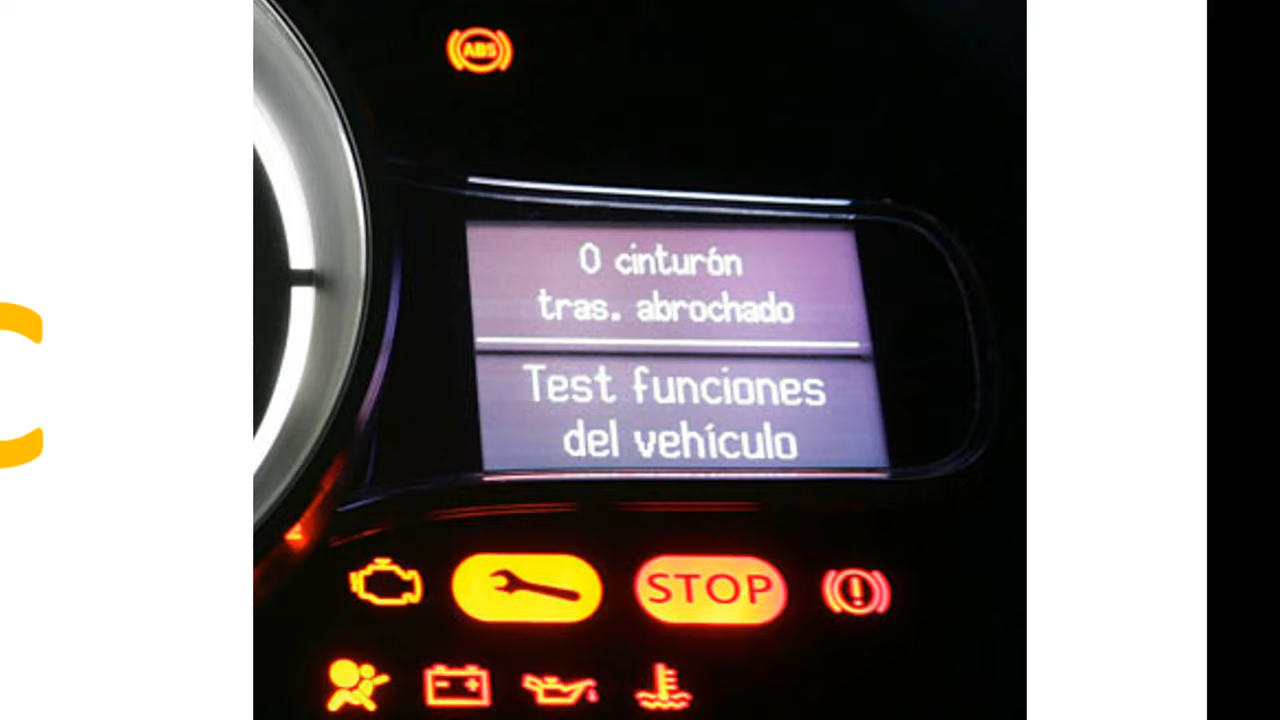 ABS
0 cinturón
tras. abrochado
Test funciones
del vehículo
STOP